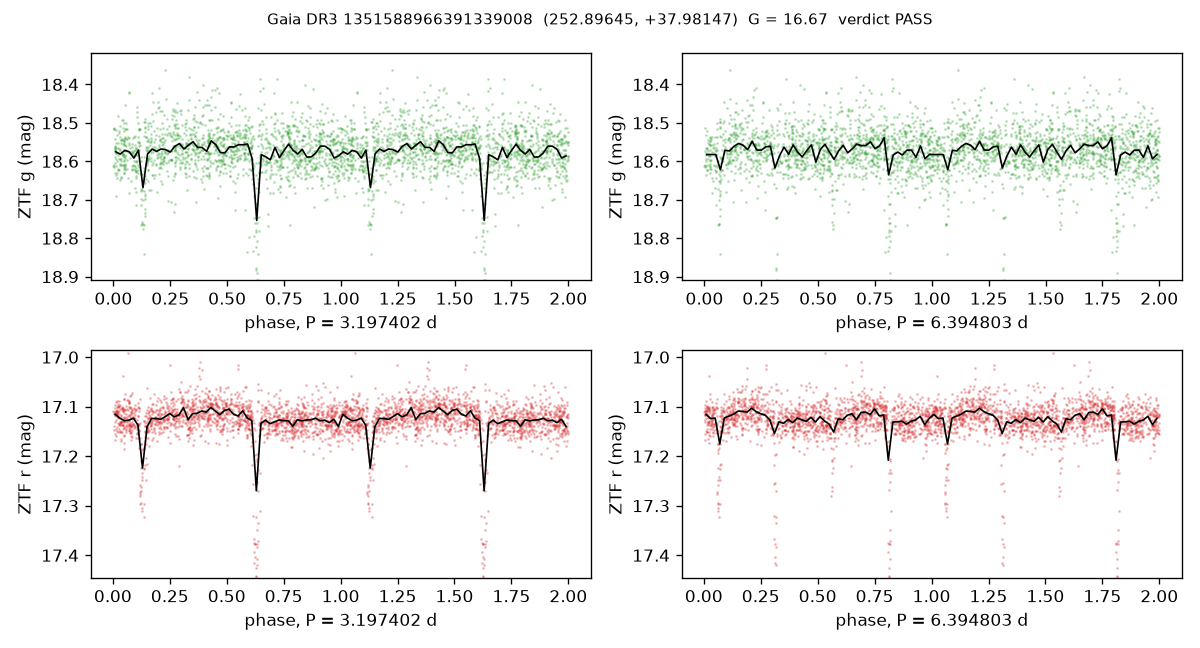 Gaia DR3 1351588966391339008  (252.89645, +37.98147)  G = 16.67  verdict PASS
ZTF g (mag)
18.4
18.5
18.6
18.7
18.8
18.9
0.00 0.25 0.50 0.75 1.00 1.25 1.50 1.75 2.00
phase, P = 3.197402 d
18.4
18.5
18.6
18.7
18.8
18.9
ZTF g (mag)
0.00 0.25 0.50 0.75 1.00 1.25 1.50 1.75 2.00
phase, P = 6.394803 d
ZTF r (mag)
17.0
17.1
17.2
17.3
17.4
0.00 0.25 0.50 0.75 1.00 1.25 1.50 1.75 2.00
phase, P = 3.197402 d
ZTF r (mag)
17.0
17.1
17.2
17.3
17.4
0.00 0.25 0.50 0.75 1.00 1.25 1.50 1.75 2.00
phase, P = 6.394803 d